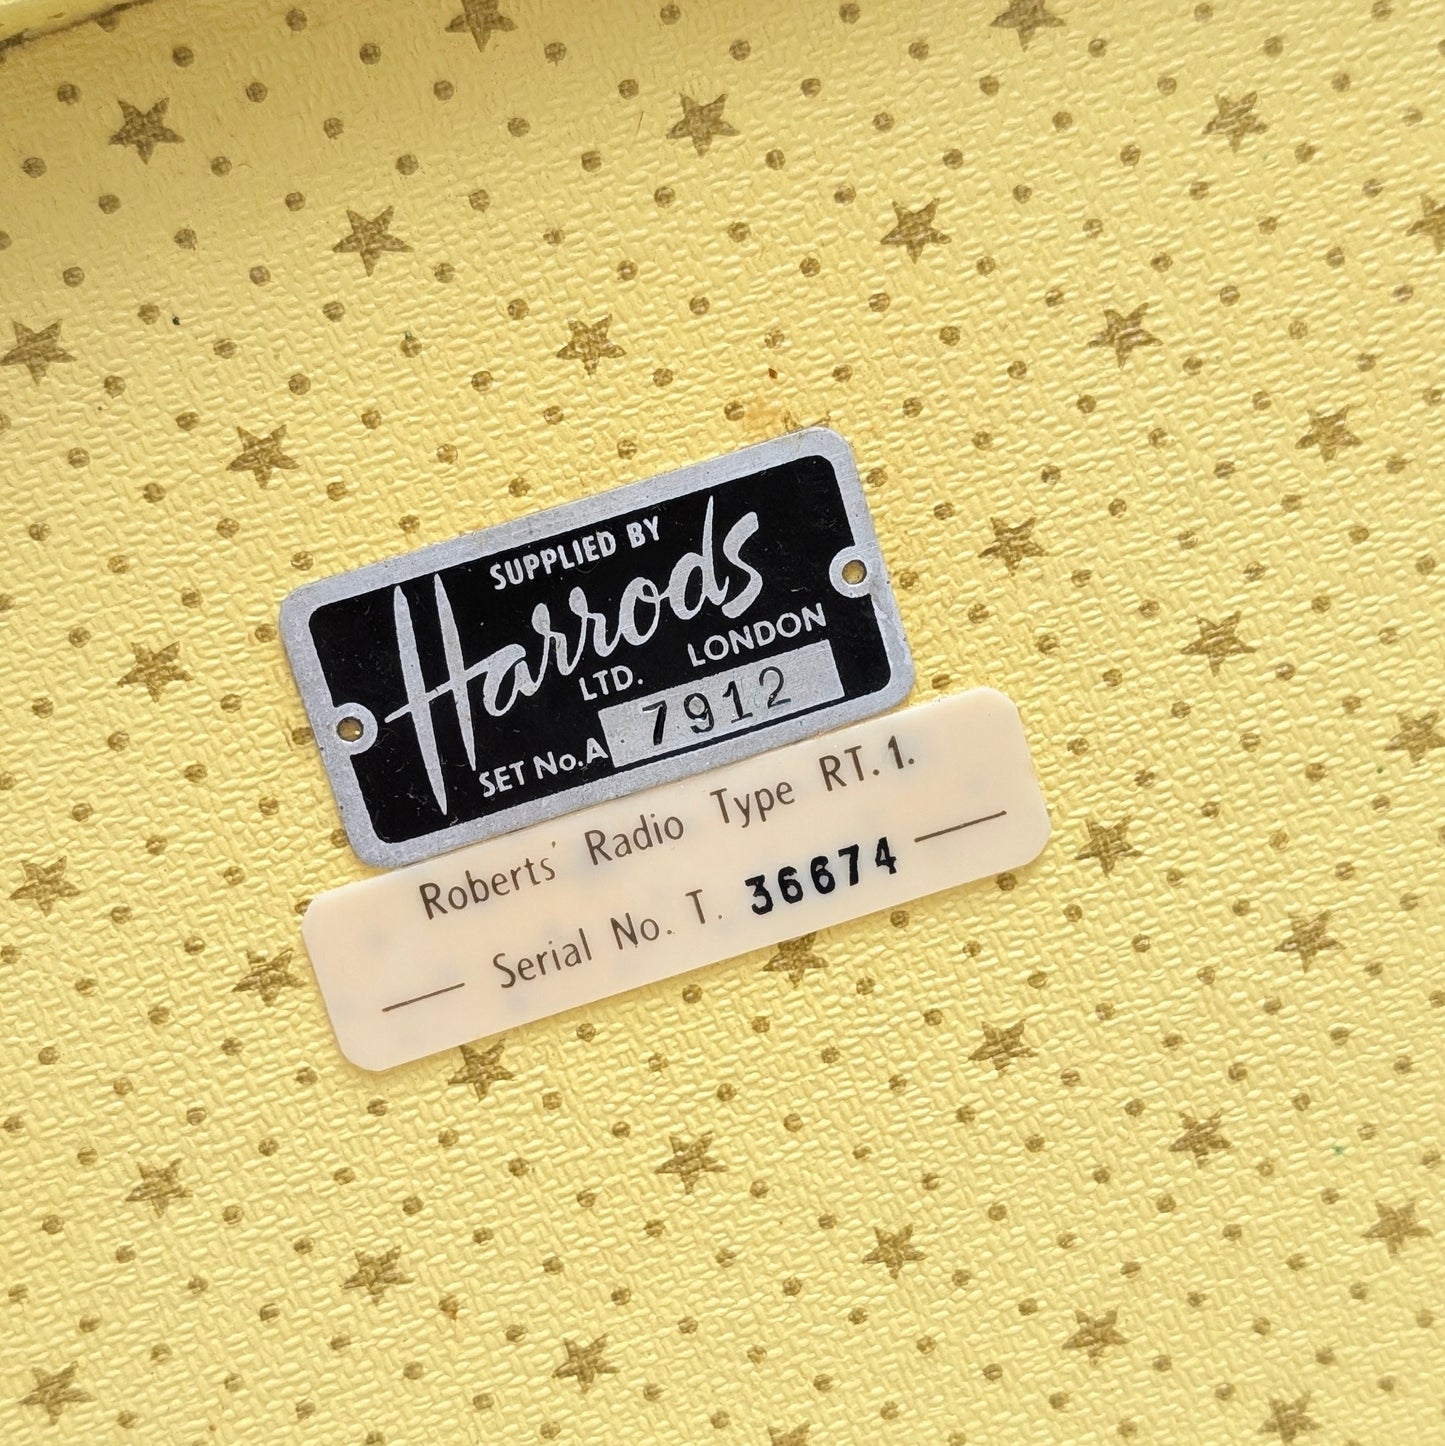 SUPPLIED BY
Harrods
LTD. LONDON
SET No. A 7912
Roberts' Radio Type RT. 1.
Serial No. T. 36674